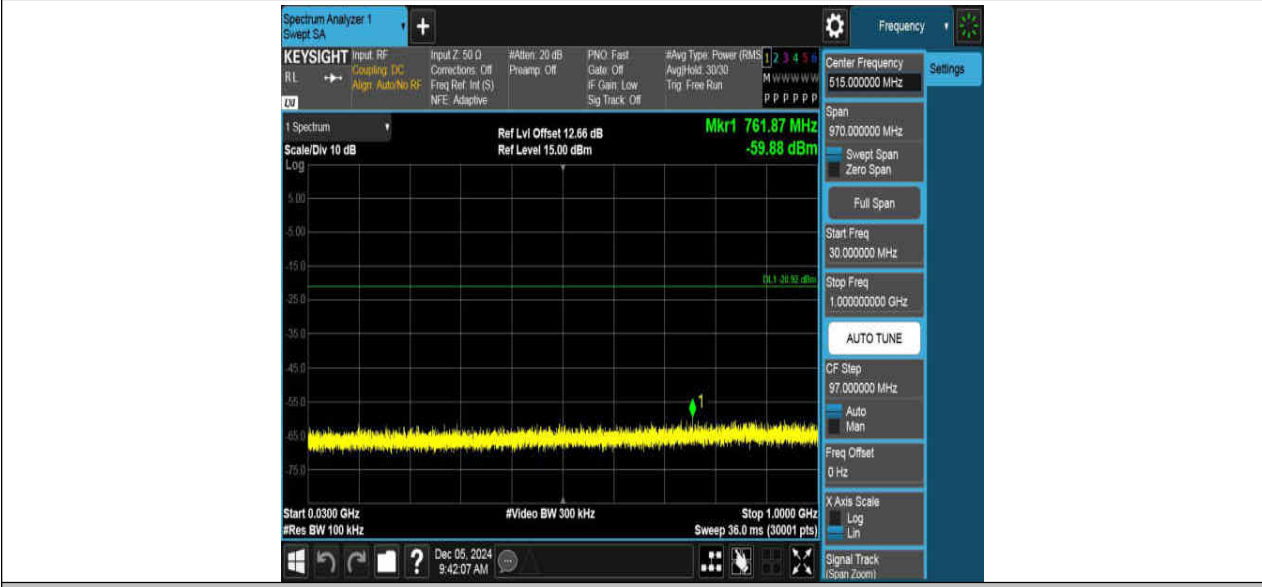 Spectrum Analyzer 1
Swept SA
+
Frequency
KEYSIGHT
RL
LXI
Input: RF
Coupling: DC
Align: Auto/No RF
Input Z: 50 Ω
Corrections: Off
Freq Ref: Int (S)
NFE: Adaptive
#Atten: 20 dB
Preamp: Off
PNO: Fast
Gate: Off
IF Gain: Low
Sig Track: Off
#Avg Type: Power (RMS
Avg|Hold: 30/30
Trig: Free Run
1 2 3 4 5 6
M W W W W W
P P P P P P
Center Frequency
515.000000 MHz
Settings
1 Spectrum
Scale/Div 10 dB
Log
Ref Lvl Offset 12.66 dB
Ref Level 15.00 dBm
Mkr1 761.87 MHz
-59.88 dBm
Span
970.000000 MHz
Swept Span
Zero Span
Full Span
Start Freq
30.000000 MHz
Stop Freq
1.000000000 GHz
AUTO TUNE
CF Step
97.000000 MHz
Auto
Man
Freq Offset
0 Hz
X Axis Scale
Log
Lin
Signal Track
(Span Zoom)
5.00
-5.00
-15.0
DL1 -20.92 dBm
-25.0
-35.0
-45.0
-55.0
1
-65.0
-75.0
Start 0.0300 GHz
#Res BW 100 kHz
#Video BW 300 kHz
Stop 1.0000 GHz
Sweep 36.0 ms (30001 pts)
?
Dec 05, 2024
9:42:07 AM